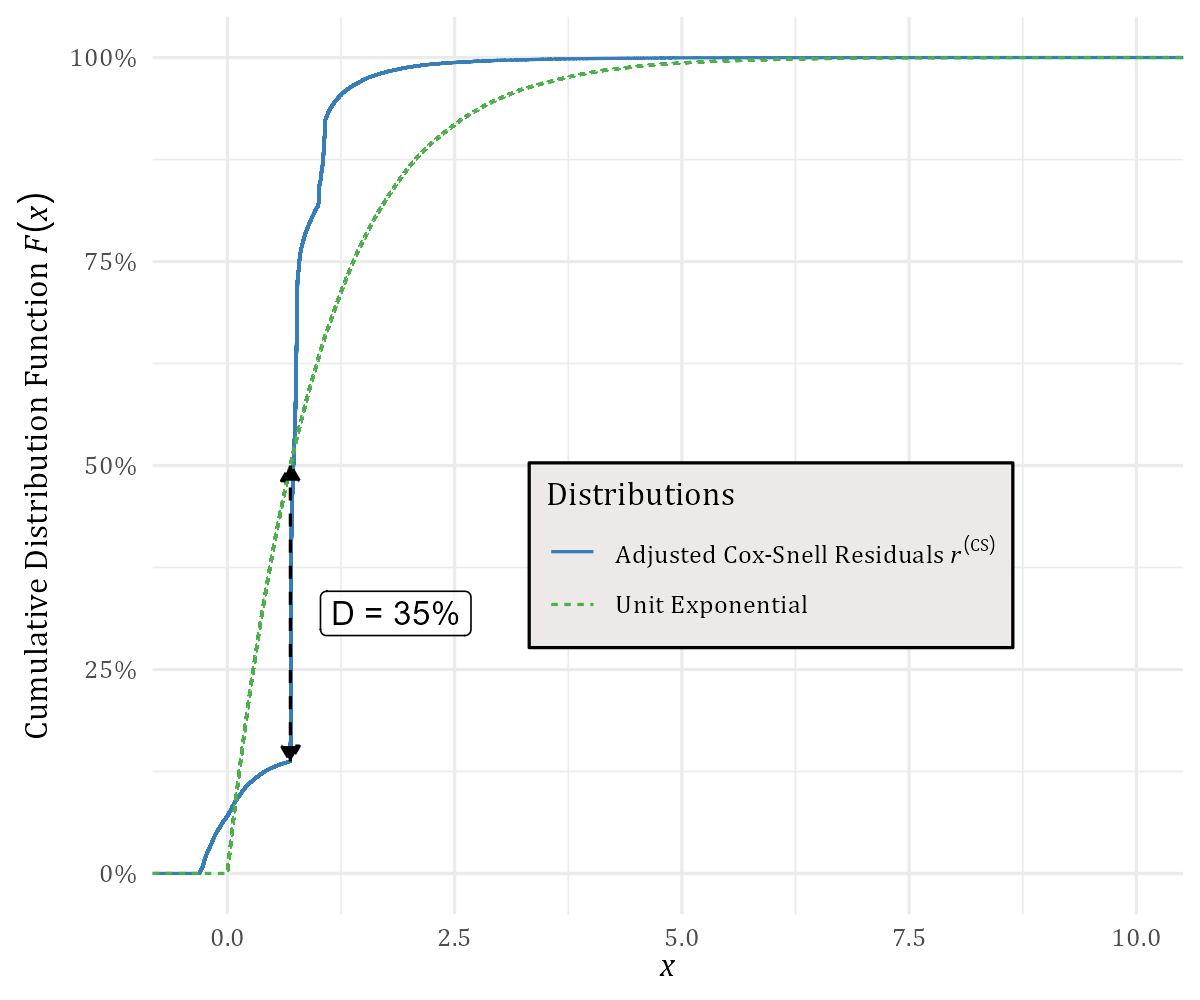 Cumulative Distribution Function F(x)
100%
75%
50%
25%
0%
D = 35%
Distributions
Adjusted Cox-Snell Residuals r^(CS)
Unit Exponential
0.0 2.5 5.0 7.5 10.0
x